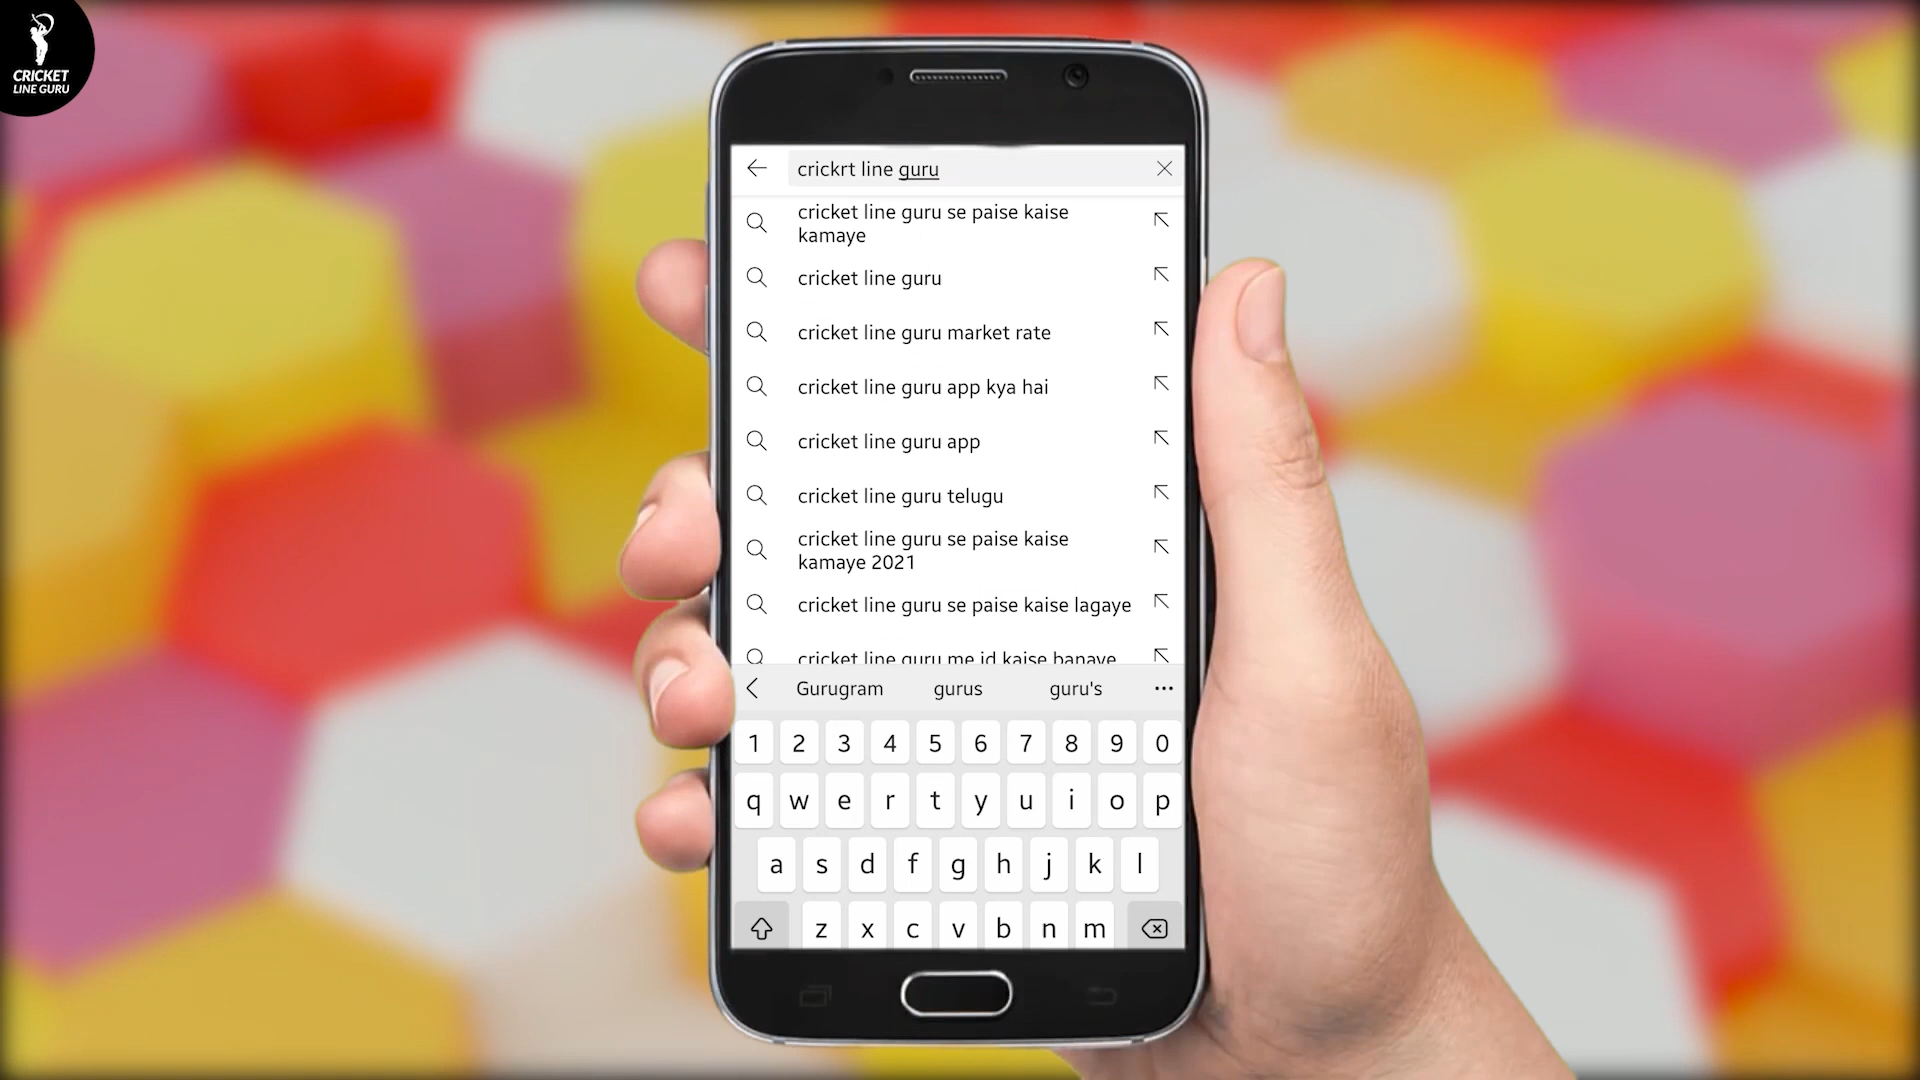 CRICKET
LINE GURU
crickrt line guru
cricket line guru se paise kaise
kamaye
cricket line guru
cricket line guru market rate
cricket line guru app kya hai
cricket line guru app
cricket line guru telugu
cricket line guru se paise kaise
kamaye 2021
cricket line guru se paise kaise lagaye
cricket line guru me id kaise banaye
Gurugram gurus guru's
1 2 3 4 5 6 7 8 9 0
q w e r t y u i o p
a s d f g h j k l
z x c v b n m